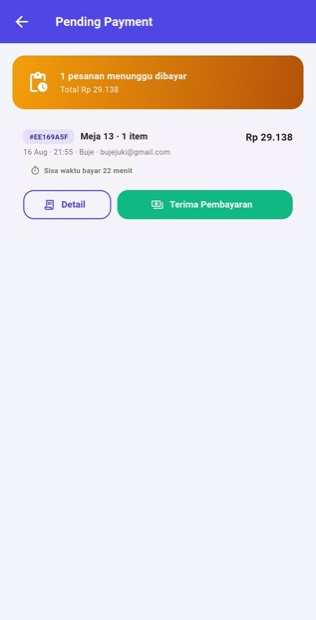 Pending Payment
1 pesanan menunggu dibayar
Total Rp 29.138
#EE169A5F Meja 13 · 1 item Rp 29.138
16 Aug · 21:55 · Buje · bujejuki@gmail.com
Sisa waktu bayar 22 menit
Detail Terima Pembayaran